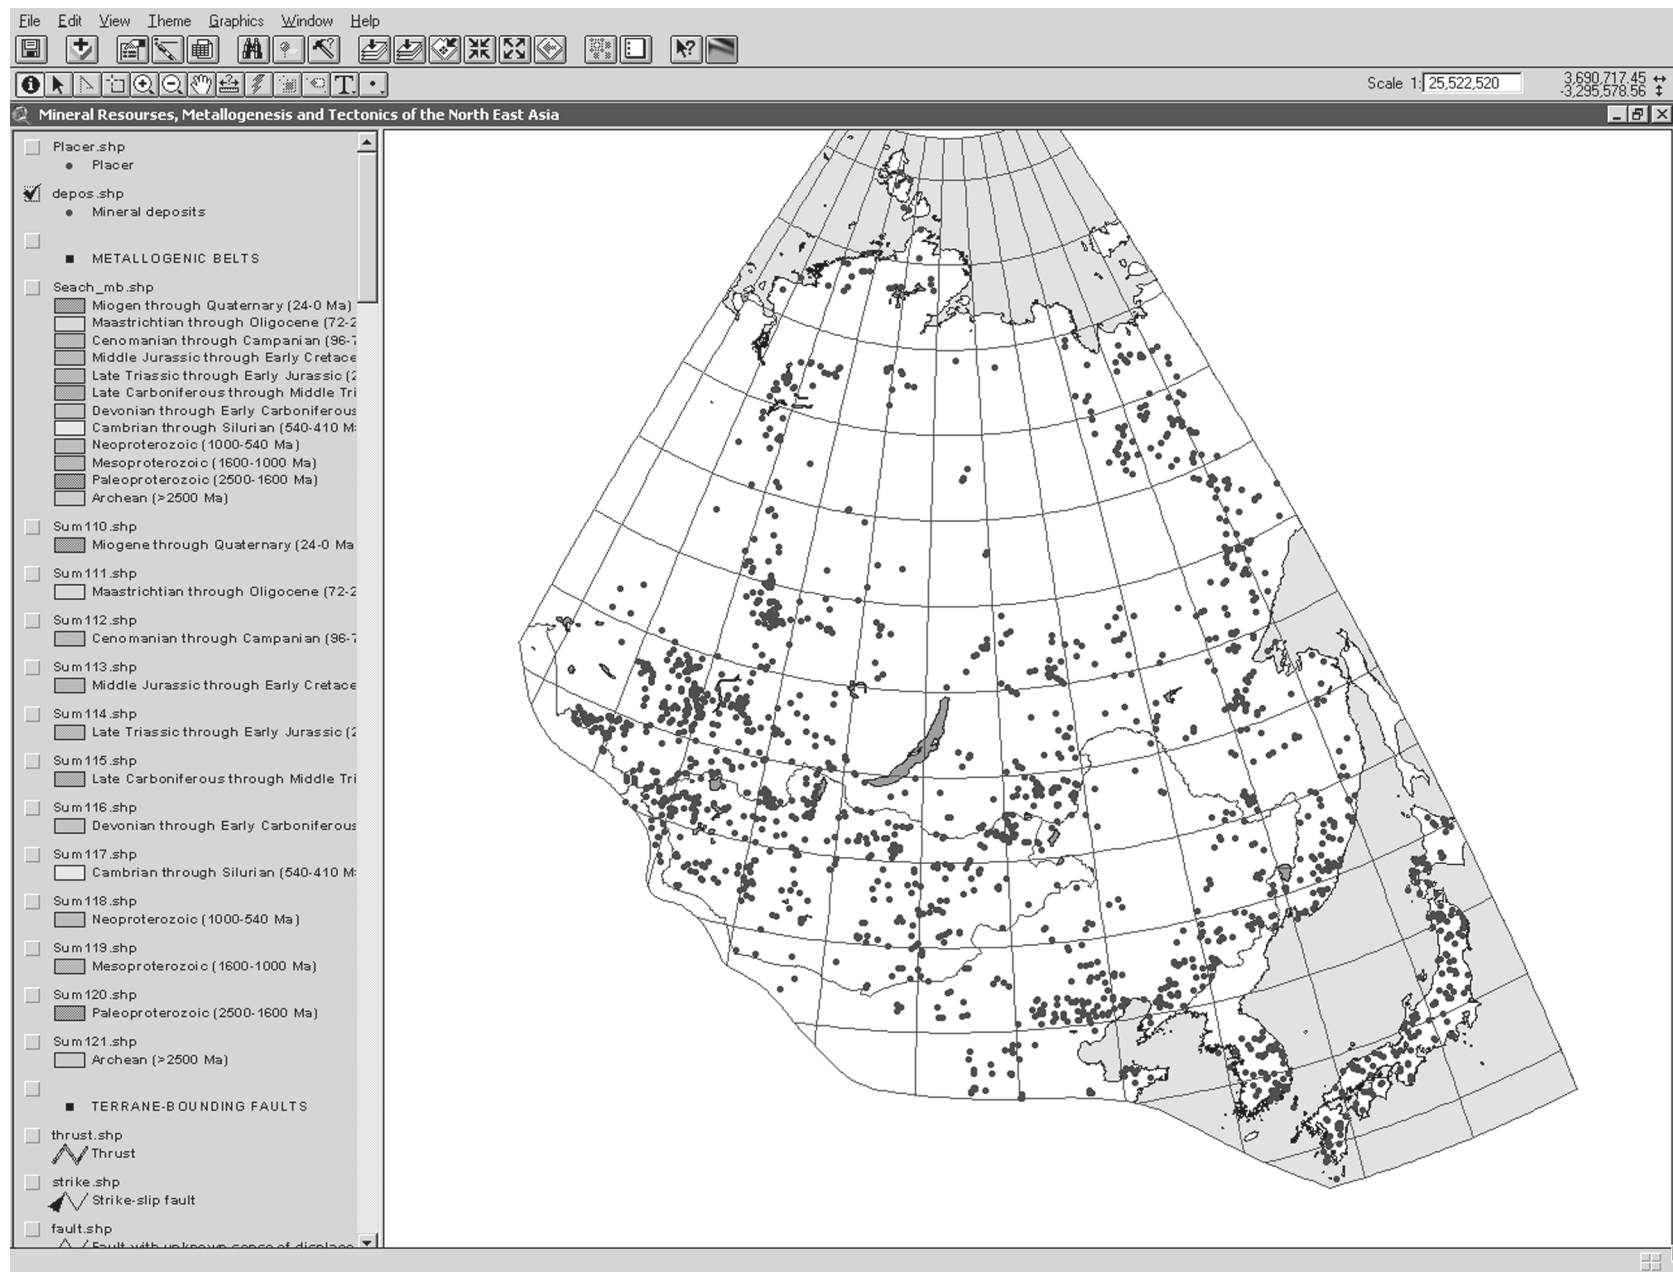 File Edit View Theme Graphics Window Help
Scale 1: 25,522,520
3,690,717.45
-3,295,578.56
Mineral Resourses, Metallogenesis and Tectonics of the North East Asia
Placer.shp
Placer
depos.shp
Mineral deposits
METALLOGENIC BELTS
Seach_mb.shp
Miogen through Quaternary (24-0 Ma)
Maastrichtian through Oligocene (72-2
Cenomanian through Campanian (96-7
Middle Jurassic through Early Cretace
Late Triassic through Early Jurassic (2
Late Carboniferous through Middle Tri
Devonian through Early Carboniferous
Cambrian through Silurian (540-410 M
Neoproterozoic (1000-540 Ma)
Mesoproterozoic (1600-1000 Ma)
Paleoproterozoic (2500-1600 Ma)
Archean (>2500 Ma)
Sum110.shp
Miogene through Quaternary (24-0 Ma
Sum111.shp
Maastrichtian through Oligocene (72-2
Sum112.shp
Cenomanian through Campanian (96-7
Sum113.shp
Middle Jurassic through Early Cretace
Sum114.shp
Late Triassic through Early Jurassic (2
Sum115.shp
Late Carboniferous through Middle Tri
Sum116.shp
Devonian through Early Carboniferous
Sum117.shp
Cambrian through Silurian (540-410 M
Sum118.shp
Neoproterozoic (1000-540 Ma)
Sum119.shp
Mesoproterozoic (1600-1000 Ma)
Sum120.shp
Paleoproterozoic (2500-1600 Ma)
Sum121.shp
Archean (>2500 Ma)
TERRANE-BOUNDING FAULTS
thrust.shp
Thrust
strike.shp
Strike-slip fault
fault.shp
Fault with unknown sense of displace